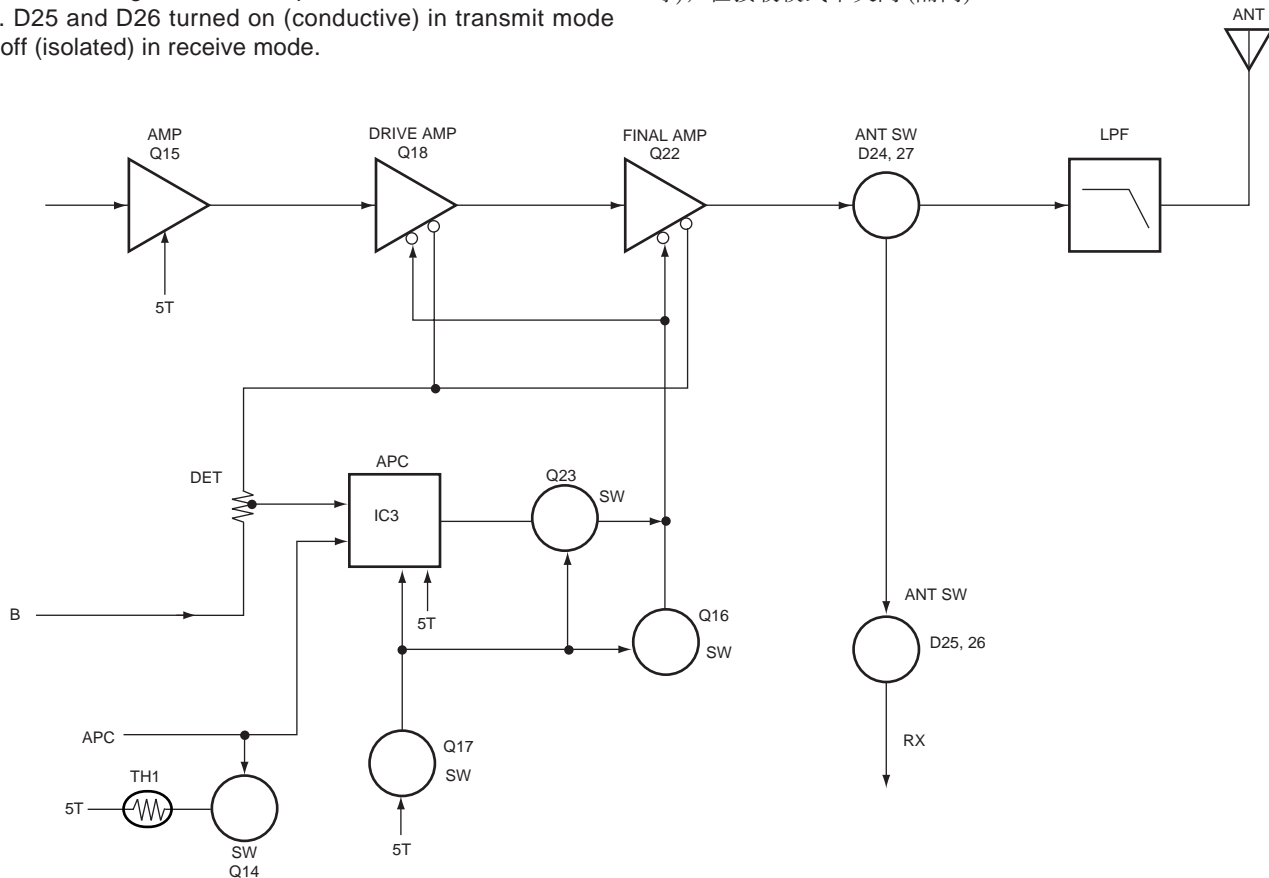 . D25 and D26 turned on (conductive) in transmit mode
off (isolated) in receive mode.
ANT
AMP
Q15
DRIVE AMP
Q18
FINAL AMP
Q22
ANT SW
D24, 27
LPF
5T
DET
APC
IC3
Q23
SW
B
5T
Q16
SW
ANT SW
D25, 26
APC
Q17
SW
RX
TH1
5T
SW
Q14
5T